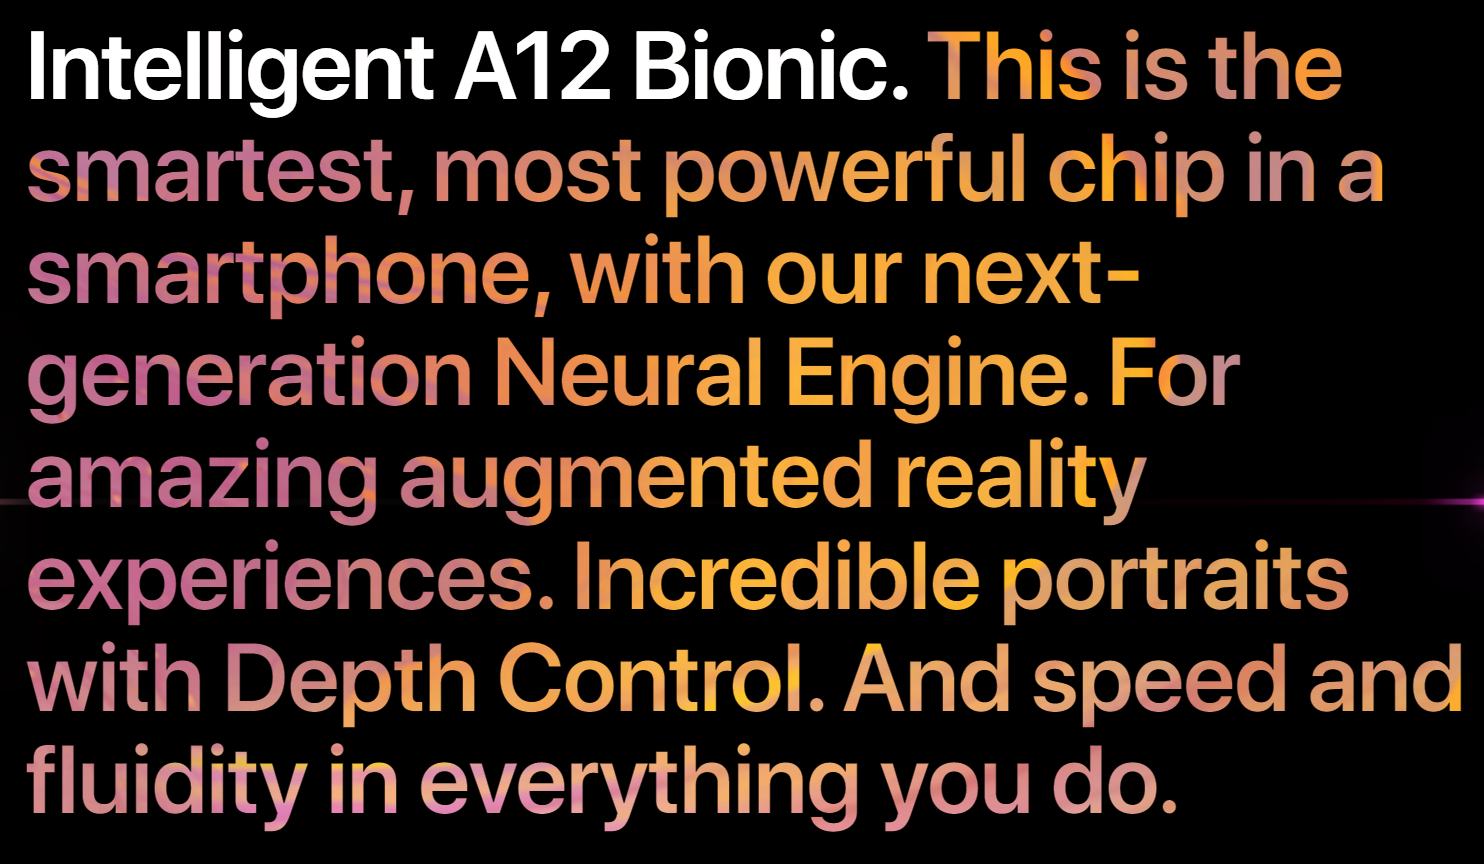 Intelligent A12 Bionic. This is the
smartest, most powerful chip in a
smartphone, with our next-
generation Neural Engine. For
amazing augmented reality
experiences. Incredible portraits
with Depth Control. And speed and
fluidity in everything you do.